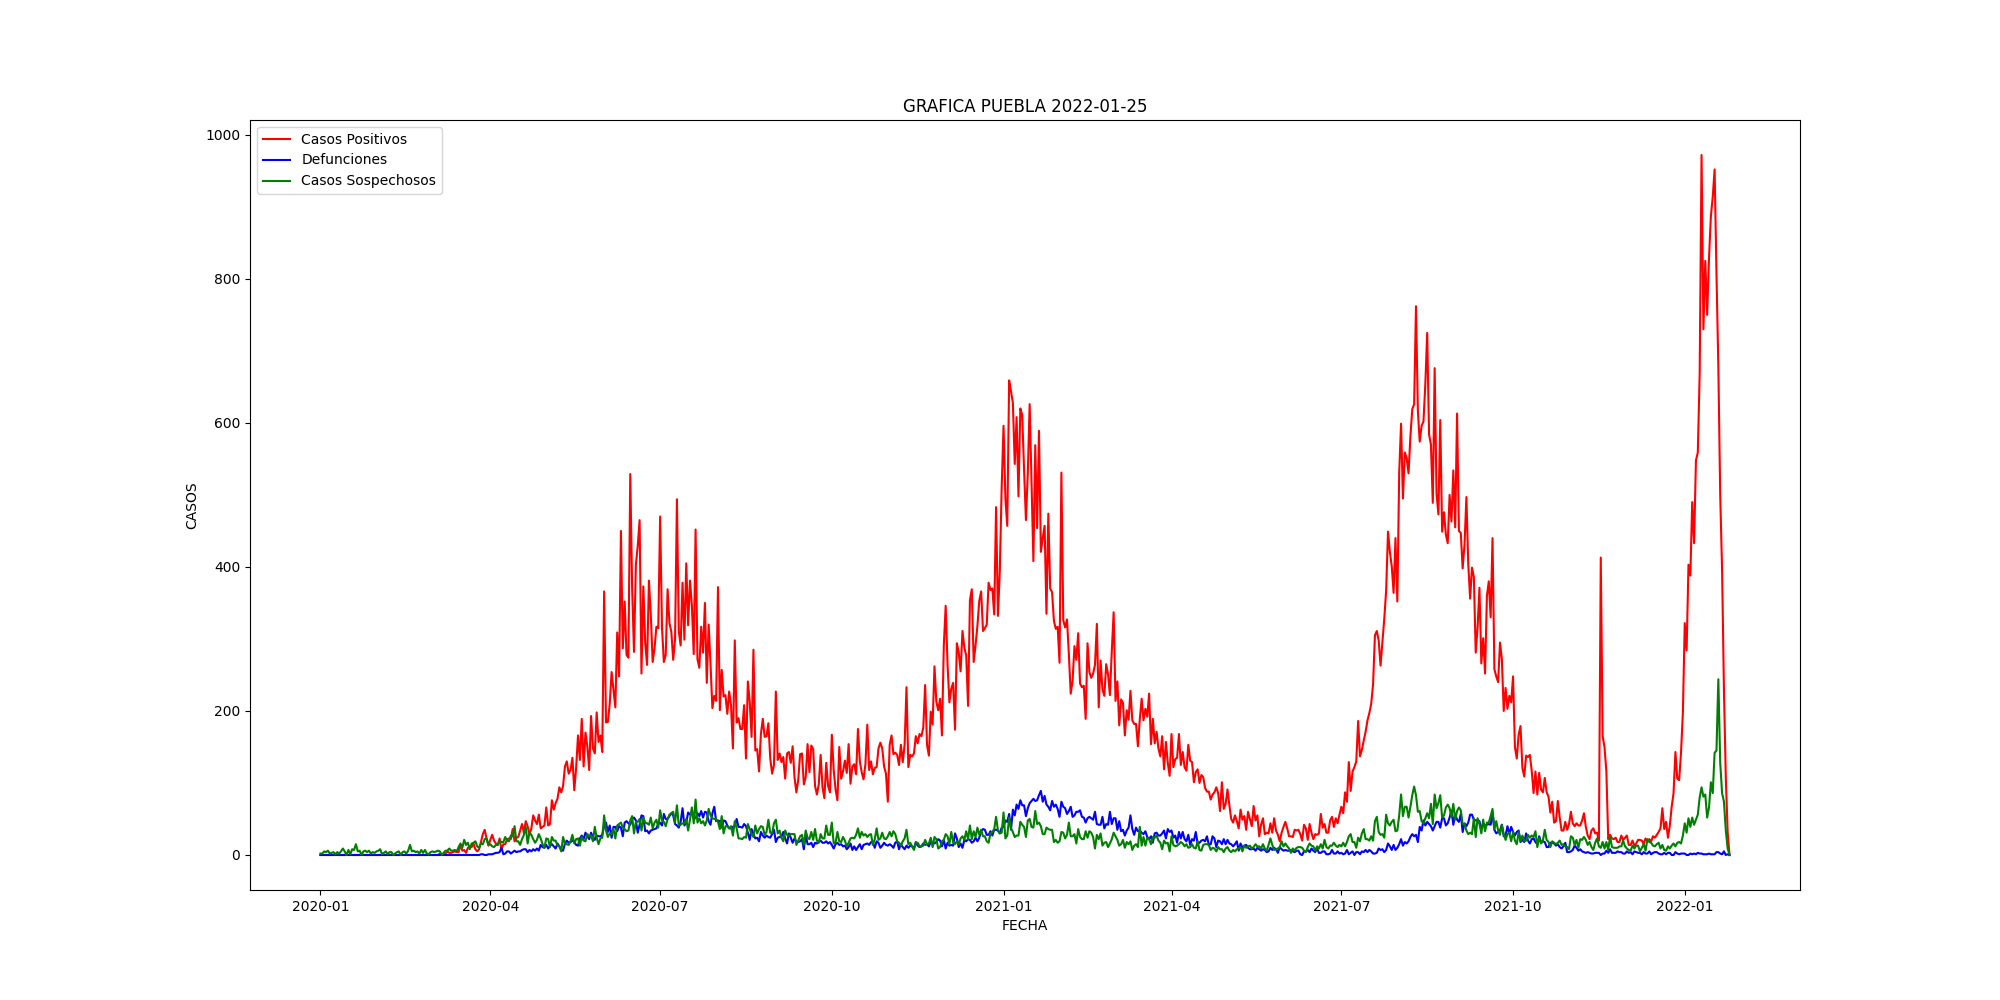 GRAFICA PUEBLA 2022-01-25
1000
800
600
400
200
0
CASOS
Casos Positivos
Defunciones
Casos Sospechosos
2020-01
2020-04
2020-07
2020-10
2021-01
2021-04
2021-07
2021-10
2022-01
FECHA